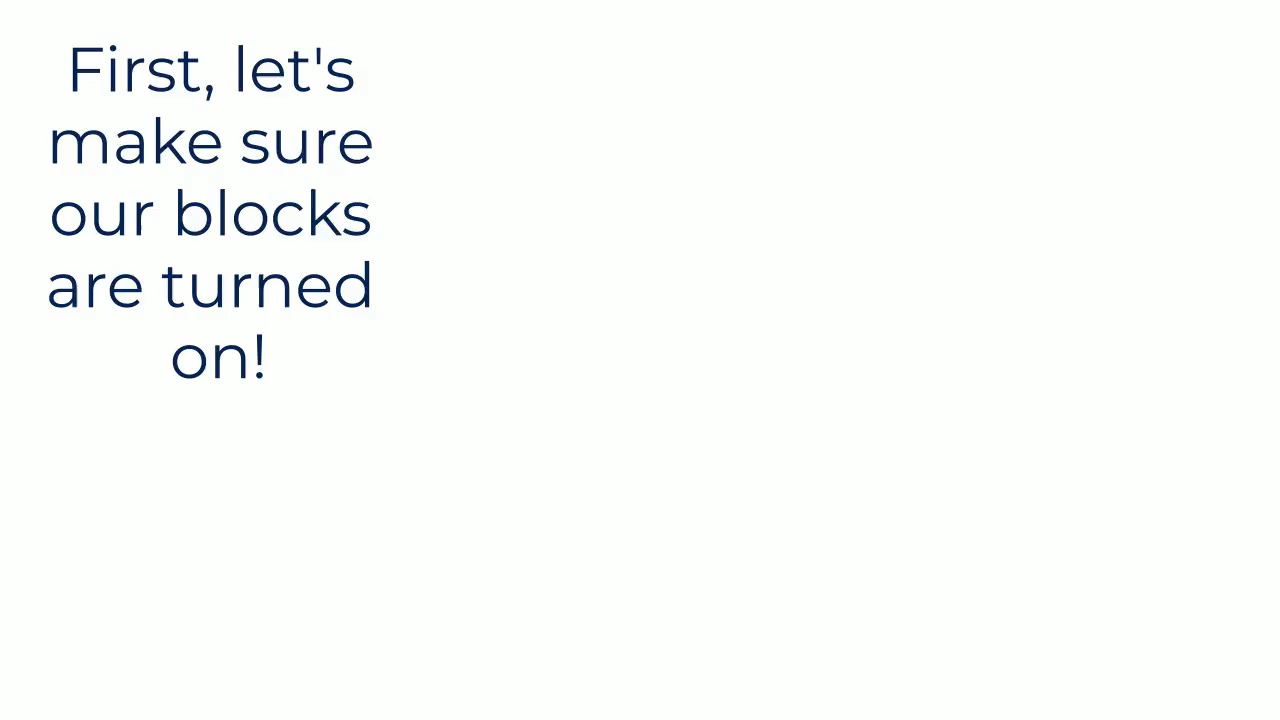 First, let's
make sure
our blocks
are turned
on!